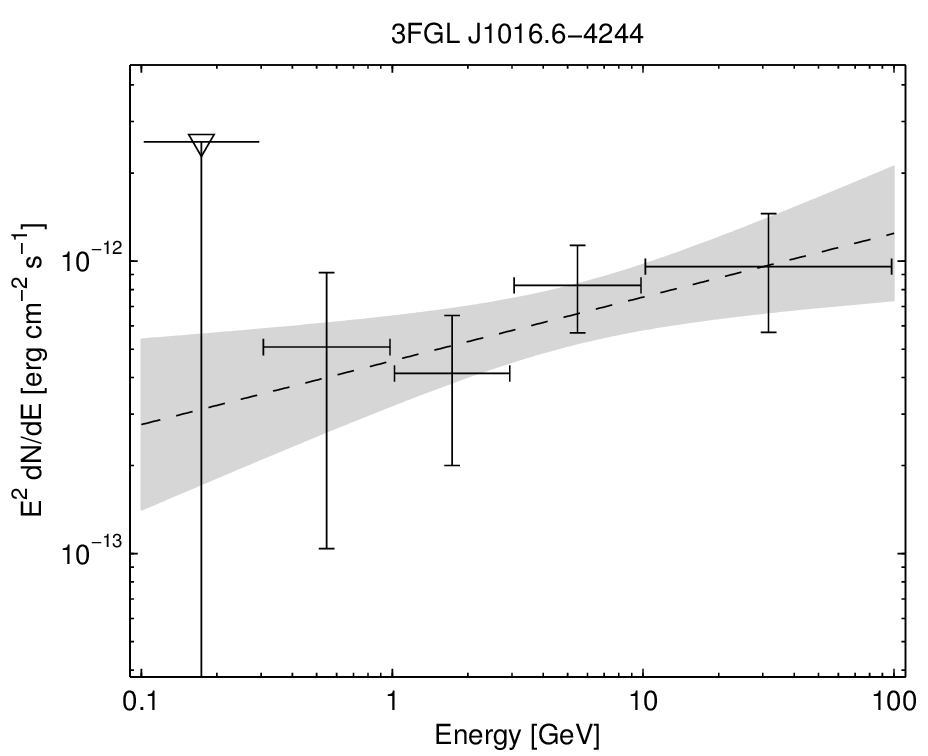 3FGL J1016.6−4244
E² dN/dE [erg cm⁻² s⁻¹]
10⁻¹²
10⁻¹³
0.1 1 10 100
Energy [GeV]